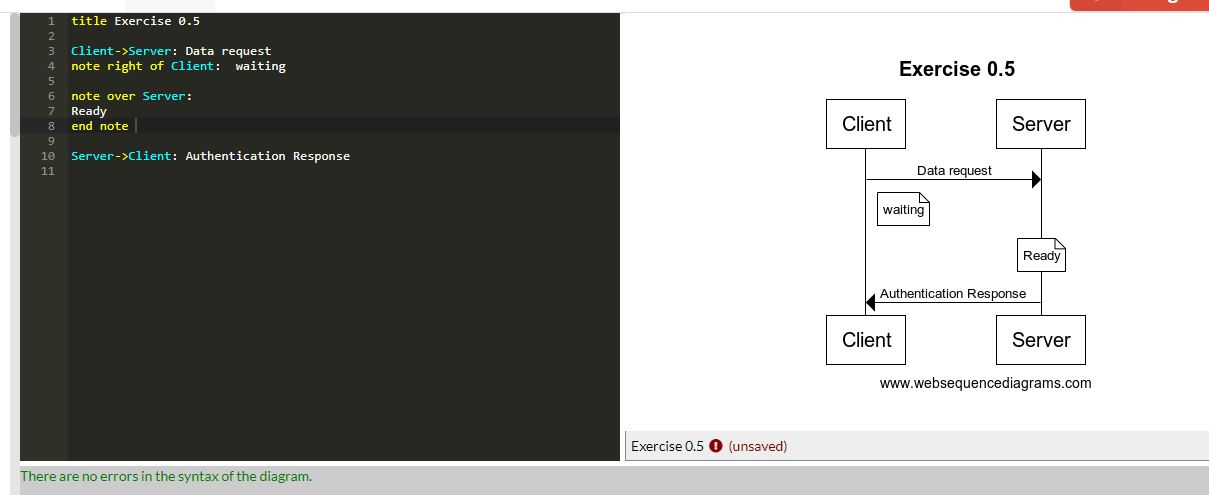 1 title Exercise 0.5
2
3 Client->Server: Data request
4 note right of Client:  waiting
5
6 note over Server:
7 Ready
8 end note
9
10 Server->Client: Authentication Response
11
Exercise 0.5
Client Server
Data request
waiting
Ready
Authentication Response
Client Server
www.websequencediagrams.com
Exercise 0.5 (unsaved)
There are no errors in the syntax of the diagram.